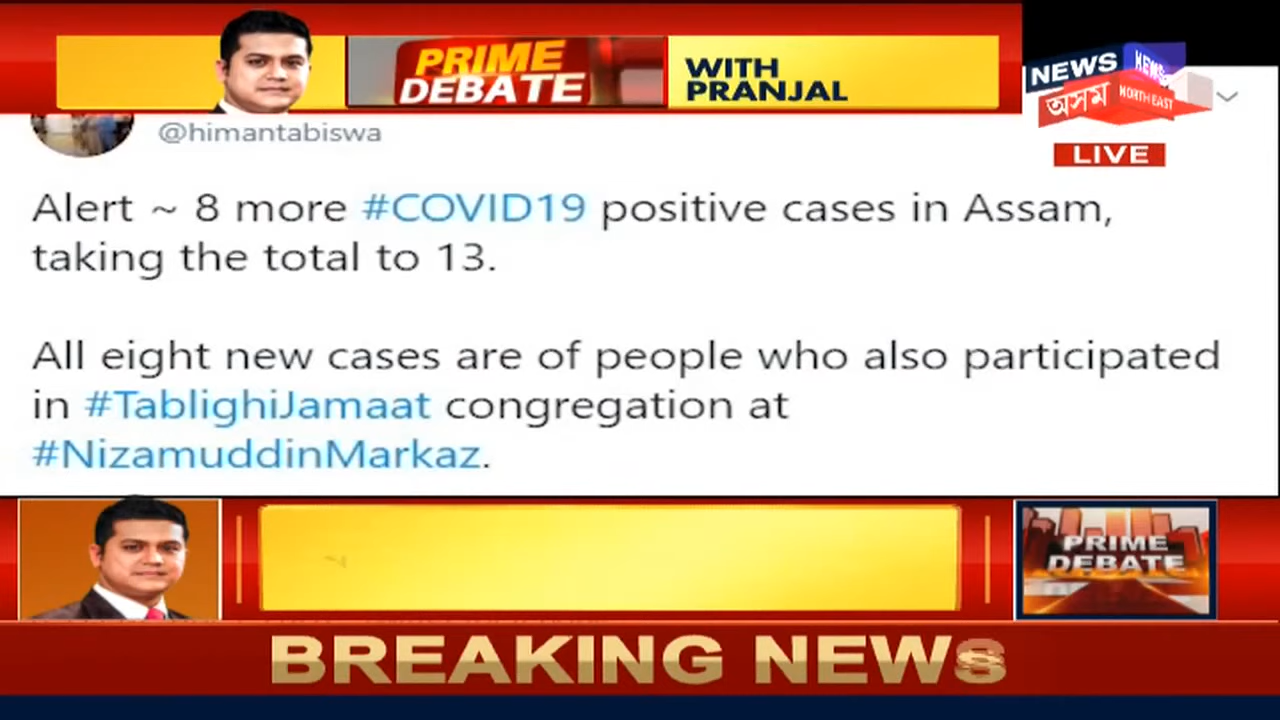 PRIME
DEBATE
WITH
PRANJAL
NEWS
NEWS
অসম
NORTH EAST
LIVE
@himantabiswa
Alert ~ 8 more #COVID19 positive cases in Assam,
taking the total to 13.
All eight new cases are of people who also participated
in #TablighiJamaat congregation at
#NizamuddinMarkaz.
PRIME
DEBATE
BREAKING NEWS